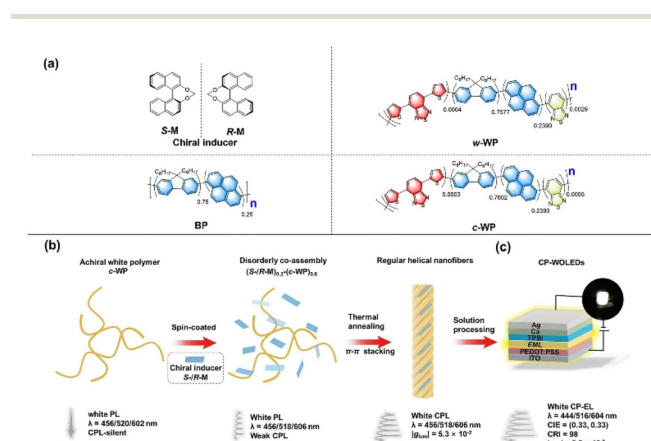 (a)
C8H17 C8H17
n
O
O
O
O
S
N
N
S
S
N
N
S
0.0004
0.7577
0.2390
0.0029
S-M
R-M
Chiral inducer
w-WP
C8H17 C8H17
n
0.75
0.25
BP
C8H17 C8H17
n
S
N
N
S
S
N
N
S
0.0003
0.7602
0.2390
0.0005
c-WP
(b)
(c)
Achiral white polymer
c-WP
Disorderly co-assembly
(S-/R-M)0.2-(c-WP)0.8
Regular helical nanofibers
CP-WOLEDs
Spin-coated
Chiral inducer
S-/R-M
Thermal
annealing
π-π stacking
Solution
processing
Ag
Ca
TPBi
EML
PEDOT:PSS
ITO
white PL
λ = 456/520/602 nm
CPL-silent
White PL
λ = 456/518/606 nm
Weak CPL
White CPL
λ = 456/518/606 nm
|glum| = 5.3 × 10⁻²
White CP-EL
λ = 444/516/604 nm
CIE = (0.33, 0.33)
CRI = 98